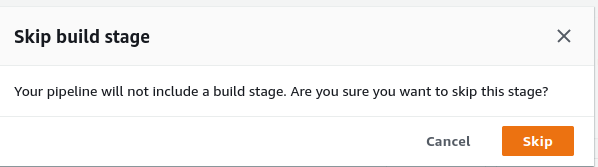 Skip build stage
Your pipeline will not include a build stage. Are you sure you want to skip this stage?
Cancel
Skip